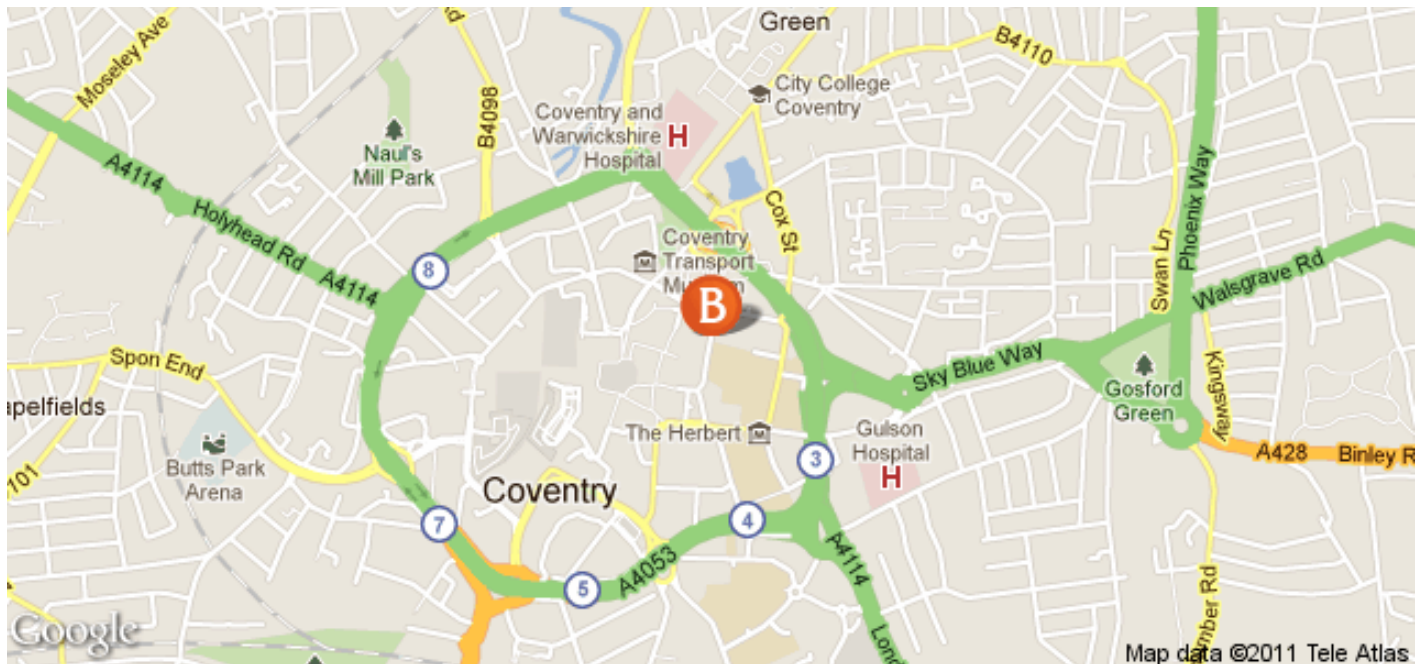 Green
Moseley Ave
B4110
City College
Coventry
Coventry and
Warwickshire
Hospital
H
B4098
Naul's
Mill Park
A4114
Holyhead Rd
A4114
Cox St
Swan Ln
Phoenix Way
Walsgrave Rd
Coventry
Transport
8
B
Sky Blue Way
Spon End
Gosford
Green
Kingsway
apelfields
The Herbert
Gulson
Hospital
H
3
A428
Binley R
Butts Park
Arena
101
Coventry
7
4
A4053
A4114
5
Google
Map data ©2011 Tele Atlas